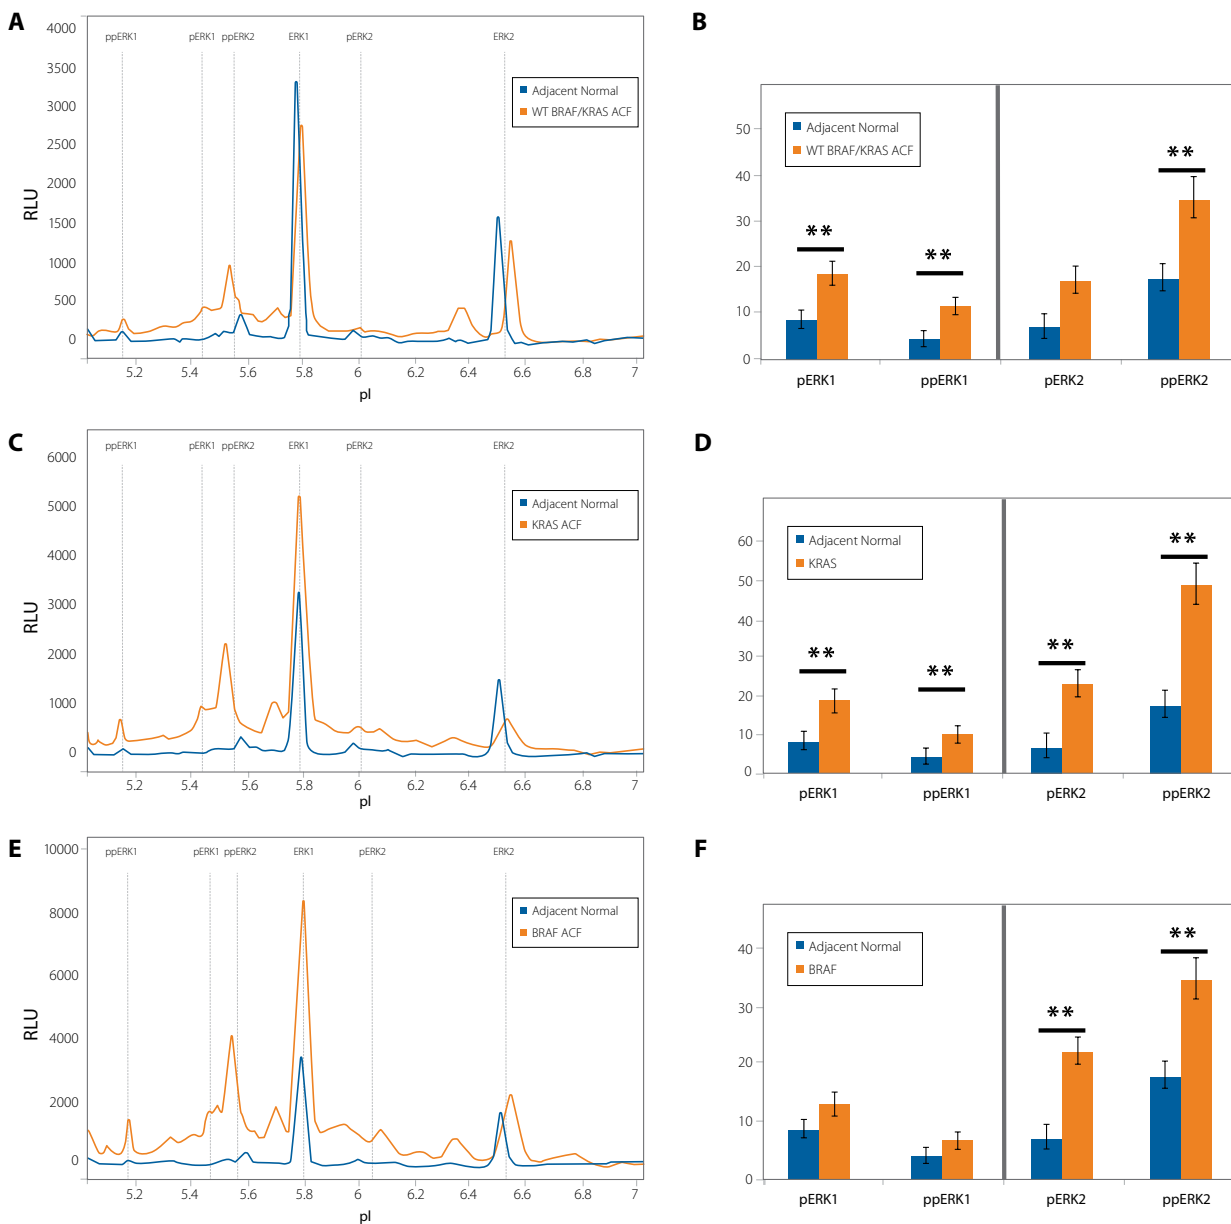 A
4000
3500
3000
2500
2000
1500
1000
500
0
RLU
ppERK1
pERK1
ppERK2
ERK1
pERK2
ERK2
Adjacent Normal
WT BRAF/KRAS ACF
5.2
5.4
5.6
5.8
6
6.2
6.4
6.6
6.8
7
pI
B
50
40
30
20
10
0
Adjacent Normal
WT BRAF/KRAS ACF
**
**
**
pERK1
ppERK1
pERK2
ppERK2
C
6000
5000
4000
3000
2000
1000
0
RLU
ppERK1
pERK1
ppERK2
ERK1
pERK2
ERK2
Adjacent Normal
KRAS ACF
5.2
5.4
5.6
5.8
6
6.2
6.4
6.6
6.8
7
pI
D
60
50
40
30
20
10
0
Adjacent Normal
KRAS
**
**
**
**
pERK1
ppERK1
pERK2
ppERK2
E
10000
8000
6000
4000
2000
0
RLU
ppERK1
pERK1
ppERK2
ERK1
pERK2
ERK2
Adjacent Normal
BRAF ACF
5.2
5.4
5.6
5.8
6
6.2
6.4
6.6
6.8
7
pI
F
40
30
20
10
0
Adjacent Normal
BRAF
**
**
pERK1
ppERK1
pERK2
ppERK2